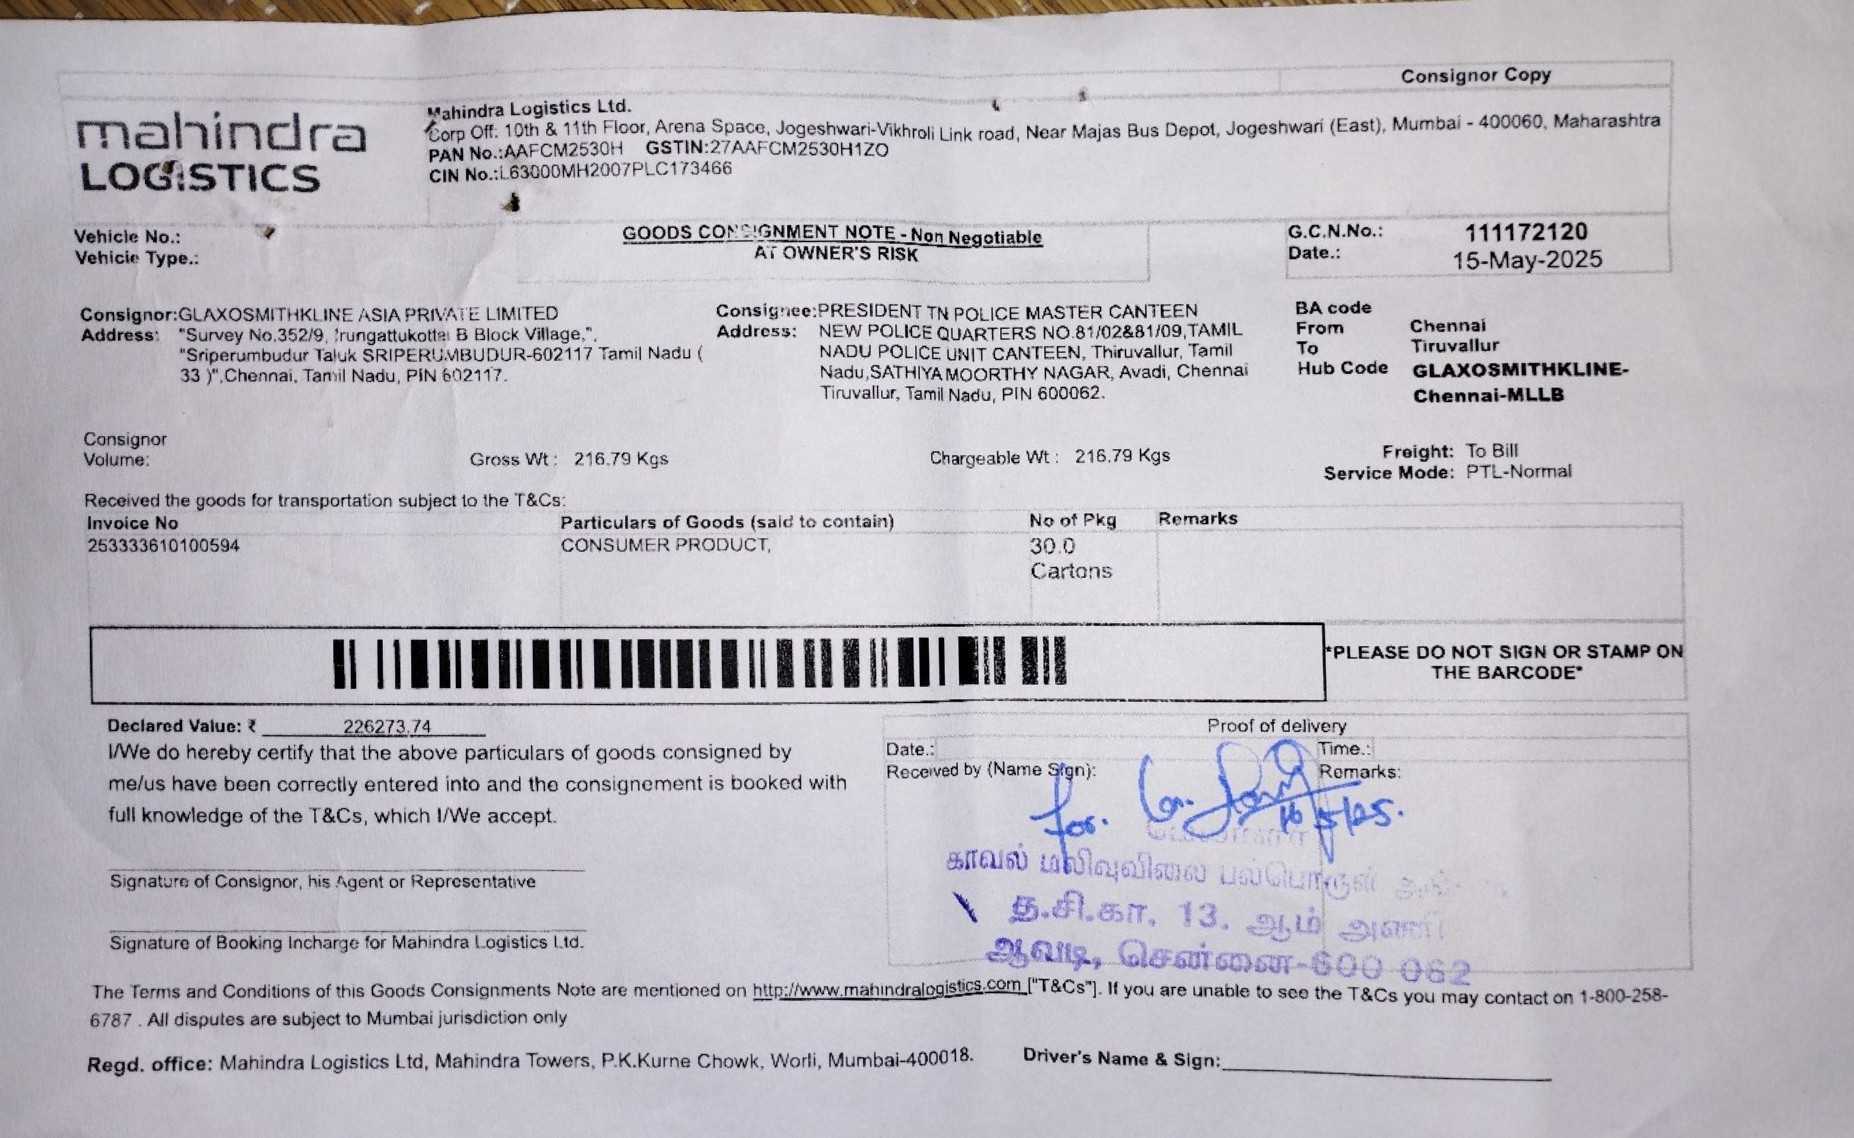 Consignor Copy
mahindra
LOGISTICS
Mahindra Logistics Ltd.
Corp Off: 10th & 11th Floor, Arena Space, Jogeshwari-Vikhroli Link road, Near Majas Bus Depot, Jogeshwari (East), Mumbai - 400060, Maharashtra
PAN No.:AAFCM2530H GSTIN:27AAFCM2530H1ZO
CIN No.:L63000MH2007PLC173466
Vehicle No.:
Vehicle Type.:
GOODS CONSIGNMENT NOTE - Non Negotiable
AT OWNER'S RISK
G.C.N.No.: 111172120
Date.: 15-May-2025
Consignor:GLAXOSMITHKLINE ASIA PRIVATE LIMITED
Address: "Survey No.352/9, Irungattukottai B Block Village,",
"Sriperumbudur Taluk SRIPERUMBUDUR-602117 Tamil Nadu (
33 )",Chennai, Tamil Nadu, PIN 602117.
Consignee:PRESIDENT TN POLICE MASTER CANTEEN
Address: NEW POLICE QUARTERS NO.81/02&81/09,TAMIL
NADU POLICE UNIT CANTEEN, Thiruvallur, Tamil
Nadu,SATHIYAMOORTHY NAGAR, Avadi, Chennai
Tiruvallur, Tamil Nadu, PIN 600062.
BA code
From Chennai
To Tiruvallur
Hub Code GLAXOSMITHKLINE-
Chennai-MLLB
Consignor
Volume:
Gross Wt : 216.79 Kgs
Chargeable Wt : 216.79 Kgs
Freight: To Bill
Service Mode: PTL-Normal
Received the goods for transportation subject to the T&Cs:
Invoice No Particulars of Goods (said to contain) No of Pkg Remarks
253333610100594 CONSUMER PRODUCT, 30.0
Cartons
*PLEASE DO NOT SIGN OR STAMP ON
THE BARCODE*
Declared Value: ₹ 226273.74
I/We do hereby certify that the above particulars of goods consigned by
me/us have been correctly entered into and the consignement is booked with
full knowledge of the T&Cs, which I/We accept.
Signature of Consignor, his Agent or Representative
Signature of Booking Incharge for Mahindra Logistics Ltd.
Proof of delivery
Date.: Time.:
Received by (Name Sign): Remarks:
for.
16/5/25.
காவல் மலிவுவிலை பல்பொருள்
த.சி.கா. 13. ஆம் அணி
ஆவடி, சென்னை-600 062
The Terms and Conditions of this Goods Consignments Note are mentioned on http://www.mahindralogistics.com ["T&Cs"]. If you are unable to see the T&Cs you may contact on 1-800-258-
6787 . All disputes are subject to Mumbai jurisdiction only
Regd. office: Mahindra Logistics Ltd, Mahindra Towers, P.K.Kurne Chowk, Worli, Mumbai-400018.
Driver's Name & Sign: